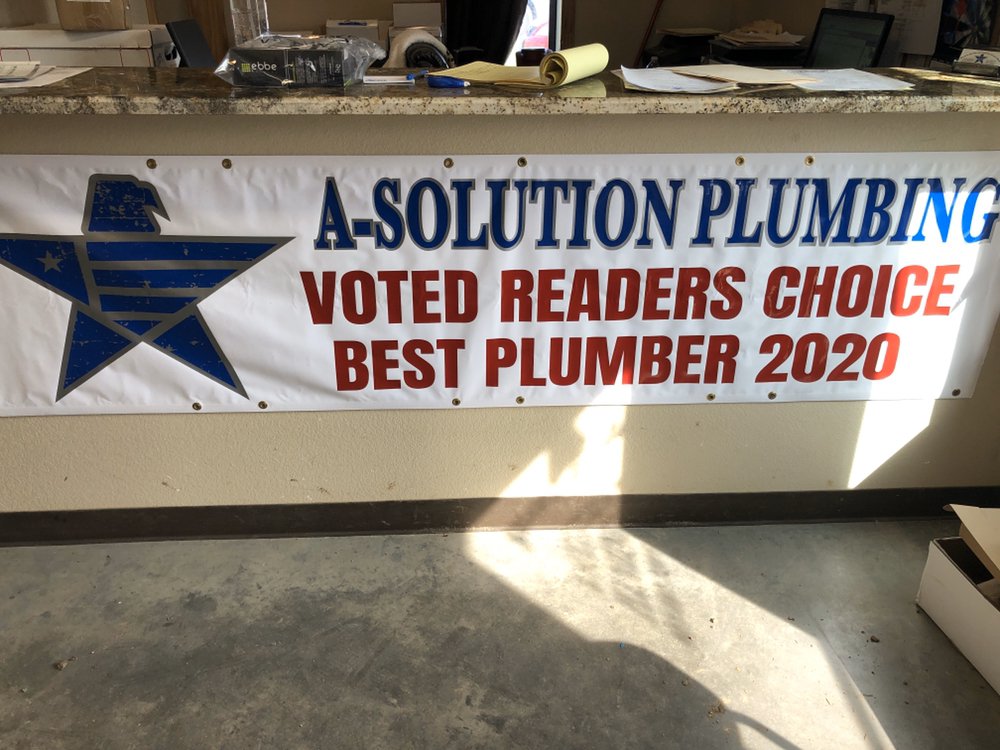 ebbe
A-SOLUTION PLUMBING
VOTED READERS CHOICE
BEST PLUMBER 2020